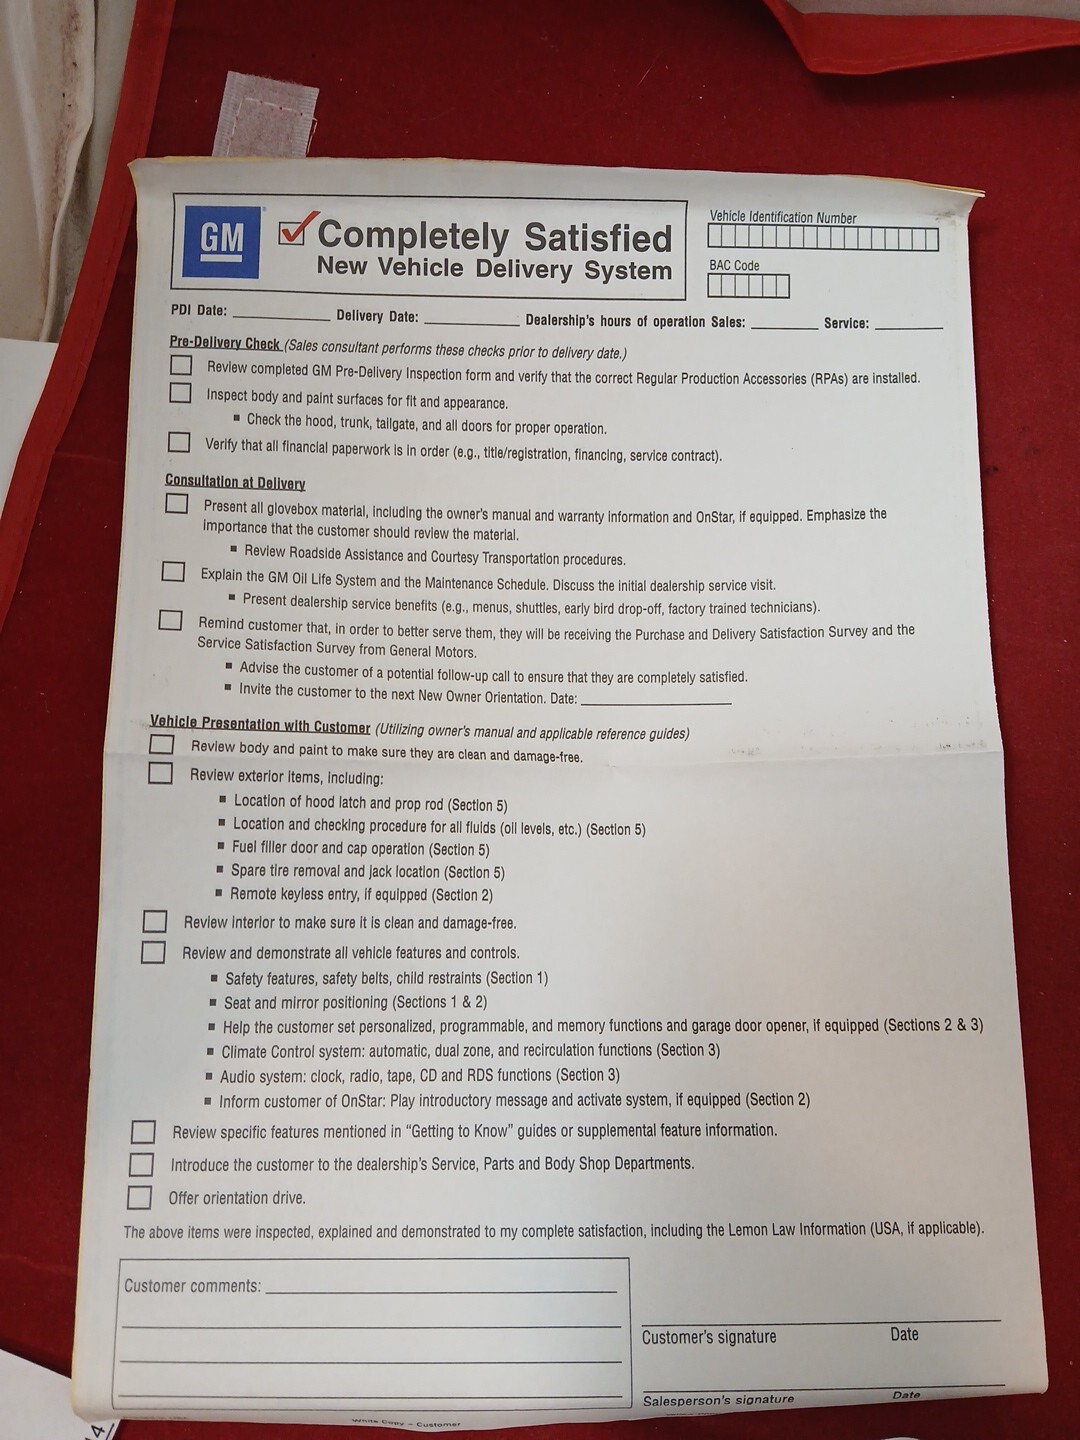 GM
Completely Satisfied
New Vehicle Delivery System
Vehicle Identification Number
BAC Code
PDI Date: Delivery Date: Dealership's hours of operation Sales: Service:
Pre-Delivery Check (Sales consultant performs these checks prior to delivery date.)
Review completed GM Pre-Delivery Inspection form and verify that the correct Regular Production Accessories (RPAs) are installed.
Inspect body and paint surfaces for fit and appearance.
▪ Check the hood, trunk, tailgate, and all doors for proper operation.
Verify that all financial paperwork is in order (e.g., title/registration, financing, service contract).
Consultation at Delivery
Present all glovebox material, including the owner's manual and warranty information and OnStar, if equipped. Emphasize the
importance that the customer should review the material.
▪ Review Roadside Assistance and Courtesy Transportation procedures.
Explain the GM Oil Life System and the Maintenance Schedule. Discuss the initial dealership service visit.
▪ Present dealership service benefits (e.g., menus, shuttles, early bird drop-off, factory trained technicians).
Remind customer that, in order to better serve them, they will be receiving the Purchase and Delivery Satisfaction Survey and the
Service Satisfaction Survey from General Motors.
▪ Advise the customer of a potential follow-up call to ensure that they are completely satisfied.
▪ Invite the customer to the next New Owner Orientation. Date:
Vehicle Presentation with Customer (Utilizing owner's manual and applicable reference guides)
Review body and paint to make sure they are clean and damage-free.
Review exterior items, including:
▪ Location of hood latch and prop rod (Section 5)
▪ Location and checking procedure for all fluids (oil levels, etc.) (Section 5)
▪ Fuel filler door and cap operation (Section 5)
▪ Spare tire removal and jack location (Section 5)
▪ Remote keyless entry, if equipped (Section 2)
Review interior to make sure it is clean and damage-free.
Review and demonstrate all vehicle features and controls.
▪ Safety features, safety belts, child restraints (Section 1)
▪ Seat and mirror positioning (Sections 1 & 2)
▪ Help the customer set personalized, programmable, and memory functions and garage door opener, if equipped (Sections 2 & 3)
▪ Climate Control system: automatic, dual zone, and recirculation functions (Section 3)
▪ Audio system: clock, radio, tape, CD and RDS functions (Section 3)
▪ Inform customer of OnStar: Play introductory message and activate system, if equipped (Section 2)
Review specific features mentioned in "Getting to Know" guides or supplemental feature information.
Introduce the customer to the dealership's Service, Parts and Body Shop Departments.
Offer orientation drive.
The above items were inspected, explained and demonstrated to my complete satisfaction, including the Lemon Law Information (USA, if applicable).
Customer comments:
Customer's signature Date
Salesperson's signature Date
White Copy – Customer